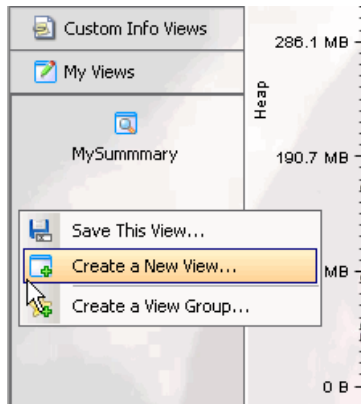 Custom Info Views
My Views
MySummmary
Save This View...
Create a New View...
Create a View Group...
286.1 MB
Heap
190.7 MB
MB
0 B